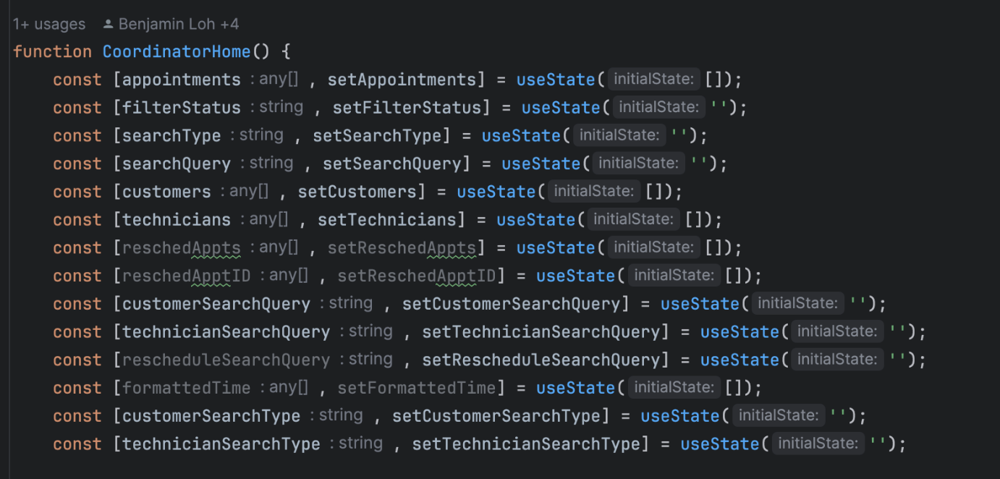 1+ usages Benjamin Loh +4
function CoordinatorHome() {
const [appointments : any[] , setAppointments] = useState( initialState: []);
const [filterStatus : string , setFilterStatus] = useState( initialState: '');
const [searchType : string , setSearchType] = useState( initialState: '');
const [searchQuery : string , setSearchQuery] = useState( initialState: '');
const [customers : any[] , setCustomers] = useState( initialState: []);
const [technicians : any[] , setTechnicians] = useState( initialState: []);
const [reschedAppts : any[] , setReschedAppts] = useState( initialState: []);
const [reschedApptID : any[] , setReschedApptID] = useState( initialState: []);
const [customerSearchQuery : string , setCustomerSearchQuery] = useState( initialState: '');
const [technicianSearchQuery : string , setTechnicianSearchQuery] = useState( initialState: '');
const [rescheduleSearchQuery : string , setRescheduleSearchQuery] = useState( initialState: '');
const [formattedTime : any[] , setFormattedTime] = useState( initialState: []);
const [customerSearchType : string , setCustomerSearchType] = useState( initialState: '');
const [technicianSearchType : string , setTechnicianSearchType] = useState( initialState: '');